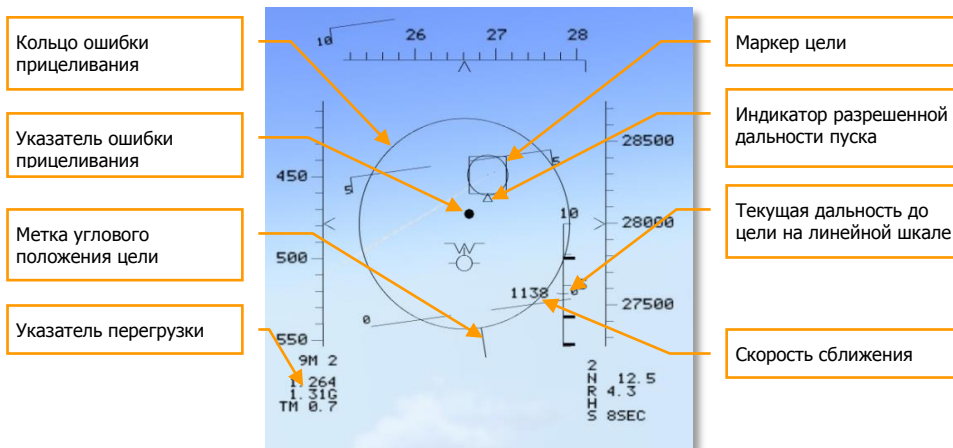 Кольцо ошибки
прицеливания
Указатель ошибки
прицеливания
Метка углового
положения цели
Указатель перегрузки
10 26 27 28
5
5
450
500
550
28500
28000
27500
10
1138
0
9M 2
1.264
1.31G
TM 0.7
2
N 12.5
R 4.3
H
S 8SEC
Маркер цели
Индикатор разрешенной
дальности пуска
Текущая дальность до
цели на линейной шкале
Скорость сближения